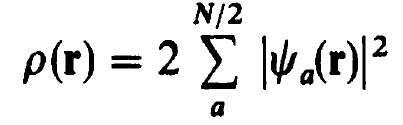 ρ(r) = 2 ∑_{a}^{N/2} |ψ_a(r)|²